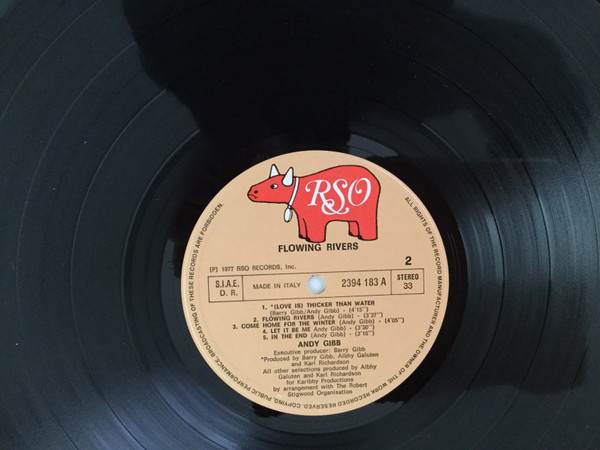 RSO
FLOWING RIVERS
2
(P) 1977 RSO RECORDS, Inc.
S.I.A.E.
D. R.
MADE IN ITALY
2394 183 A
STEREO
33
1. *(LOVE IS) THICKER THAN WATER
(Barry Gibb/Andy Gibb) - (4'15'')
2. FLOWING RIVERS (Andy Gibb) - (3'37'')
3. COME HOME FOR THE WINTER (Andy Gibb) - (4'05'')
4. LET IT BE ME (Andy Gibb) - (3'30'')
5. IN THE END (Andy Gibb) - (3'16'')
ANDY GIBB
Executive producer: Barry Gibb
*Produced by Barry Gibb, Albhy Galuten
and Karl Richardson
All other selections produced by Albhy
Galuten and Karl Richardson
for Karlbhy Productions
by arrangement with The Robert
Stigwood Organisation
ALL RIGHTS OF THE RECORD MANUFACTURER AND THE OWNER OF THE WORK RECORDED RESERVED. COPYING, PUBLIC PERFORMANCE, BROADCASTING OF THESE RECORDS ARE FORBIDDEN.